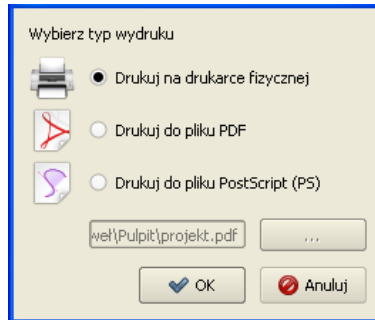 Wybierz typ wydruku
Drukuj na drukarce fizycznej
Drukuj do pliku PDF
Drukuj do pliku PostScript (PS)
weł\Pulpit\projekt.pdf ...
OK Anuluj